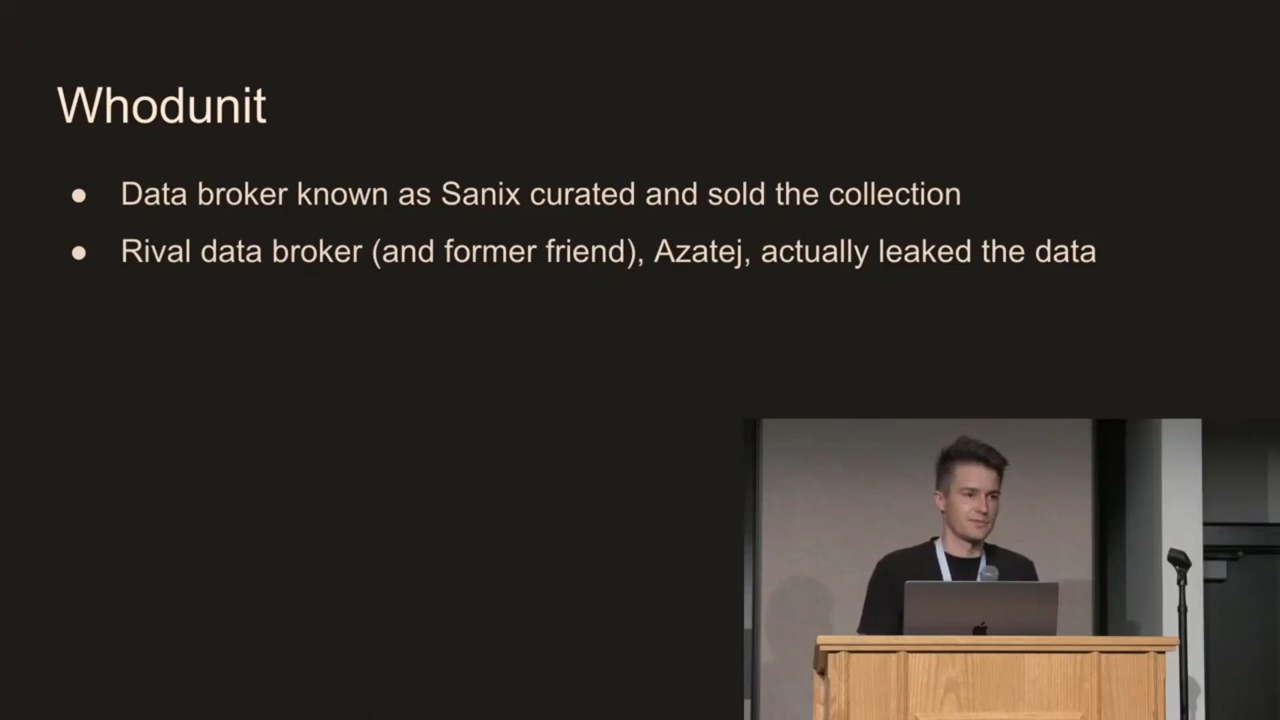 Whodunit
● Data broker known as Sanix curated and sold the collection
● Rival data broker (and former friend), Azatej, actually leaked the data